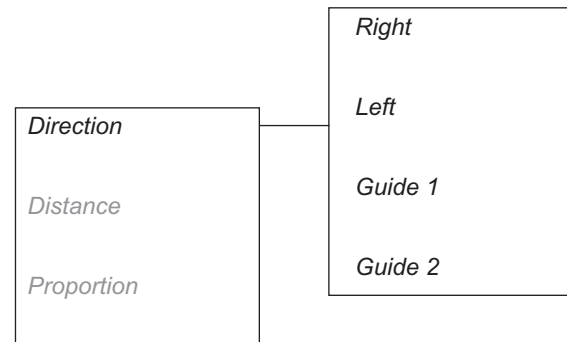 Direction
Distance
Proportion
Right
Left
Guide 1
Guide 2